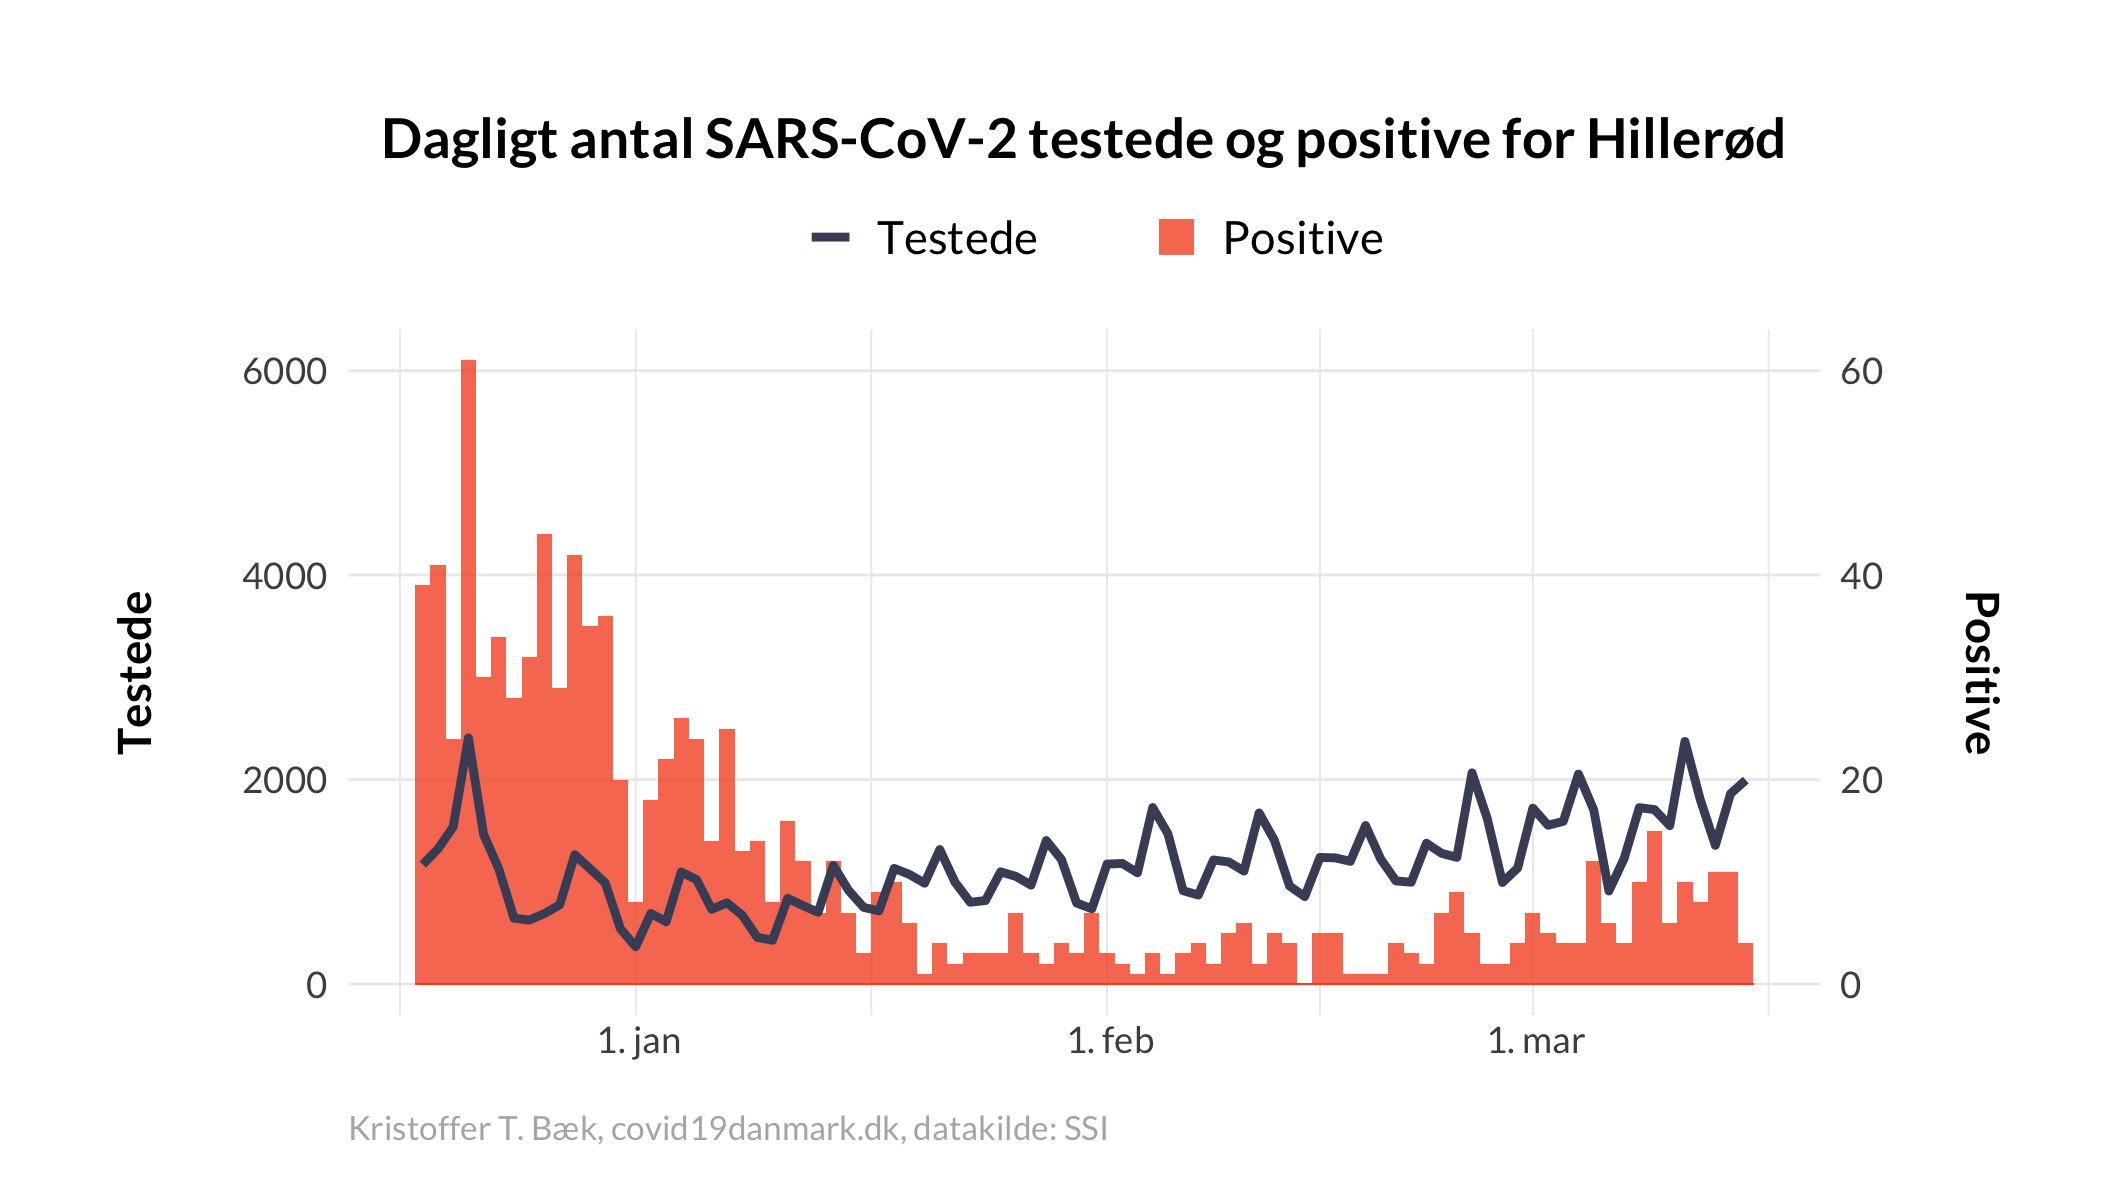 Dagligt antal SARS-CoV-2 testede og positive for Hillerød
Testede
Positive
6000
4000
2000
0
60
40
20
0
Testede
Positive
1. jan
1. feb
1. mar
Kristoffer T. Bæk, covid19danmark.dk, datakilde: SSI